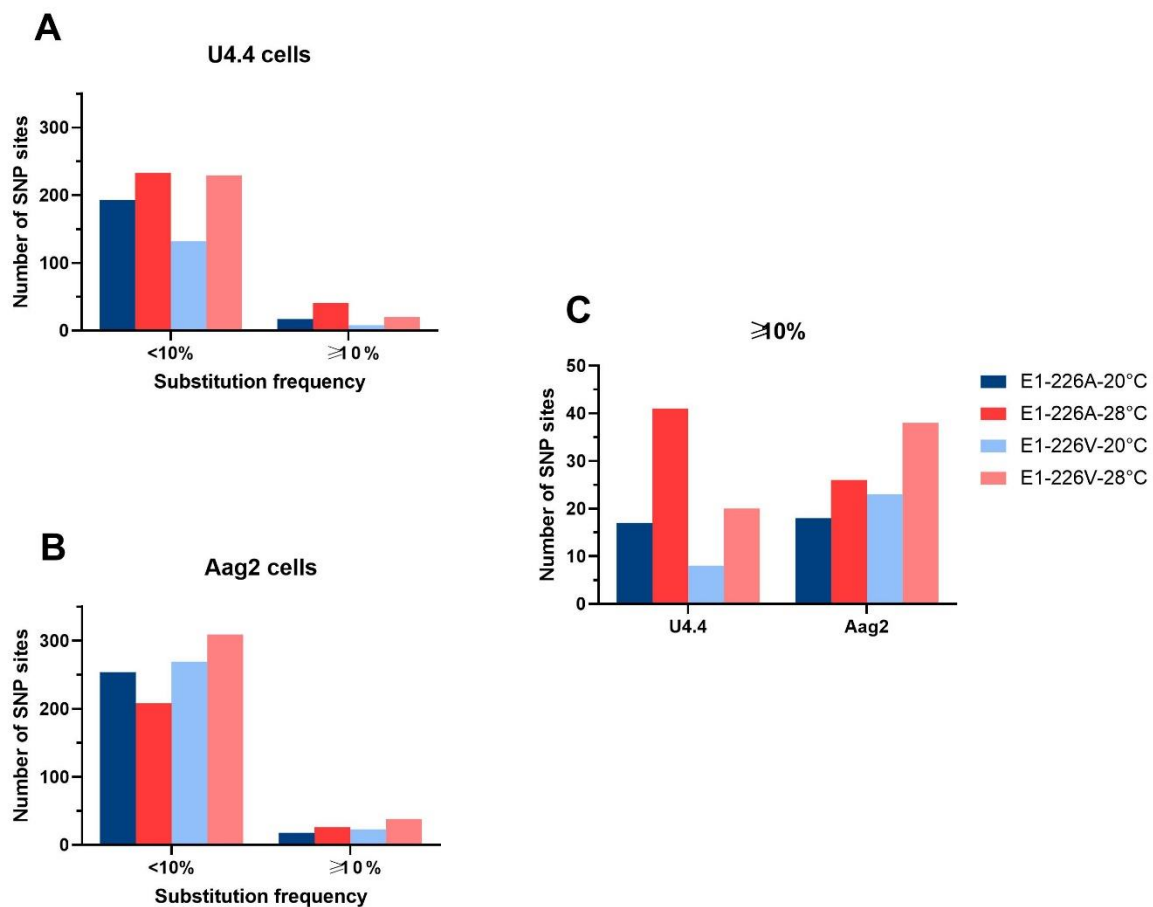 A
U4.4 cells
Number of SNP sites
300
200
100
0
<10%
≥10%
Substitution frequency
B
Aag2 cells
Number of SNP sites
300
200
100
0
<10%
≥10%
Substitution frequency
C
≥10%
Number of SNP sites
50
40
30
20
10
0
U4.4
Aag2
E1-226A-20°C
E1-226A-28°C
E1-226V-20°C
E1-226V-28°C